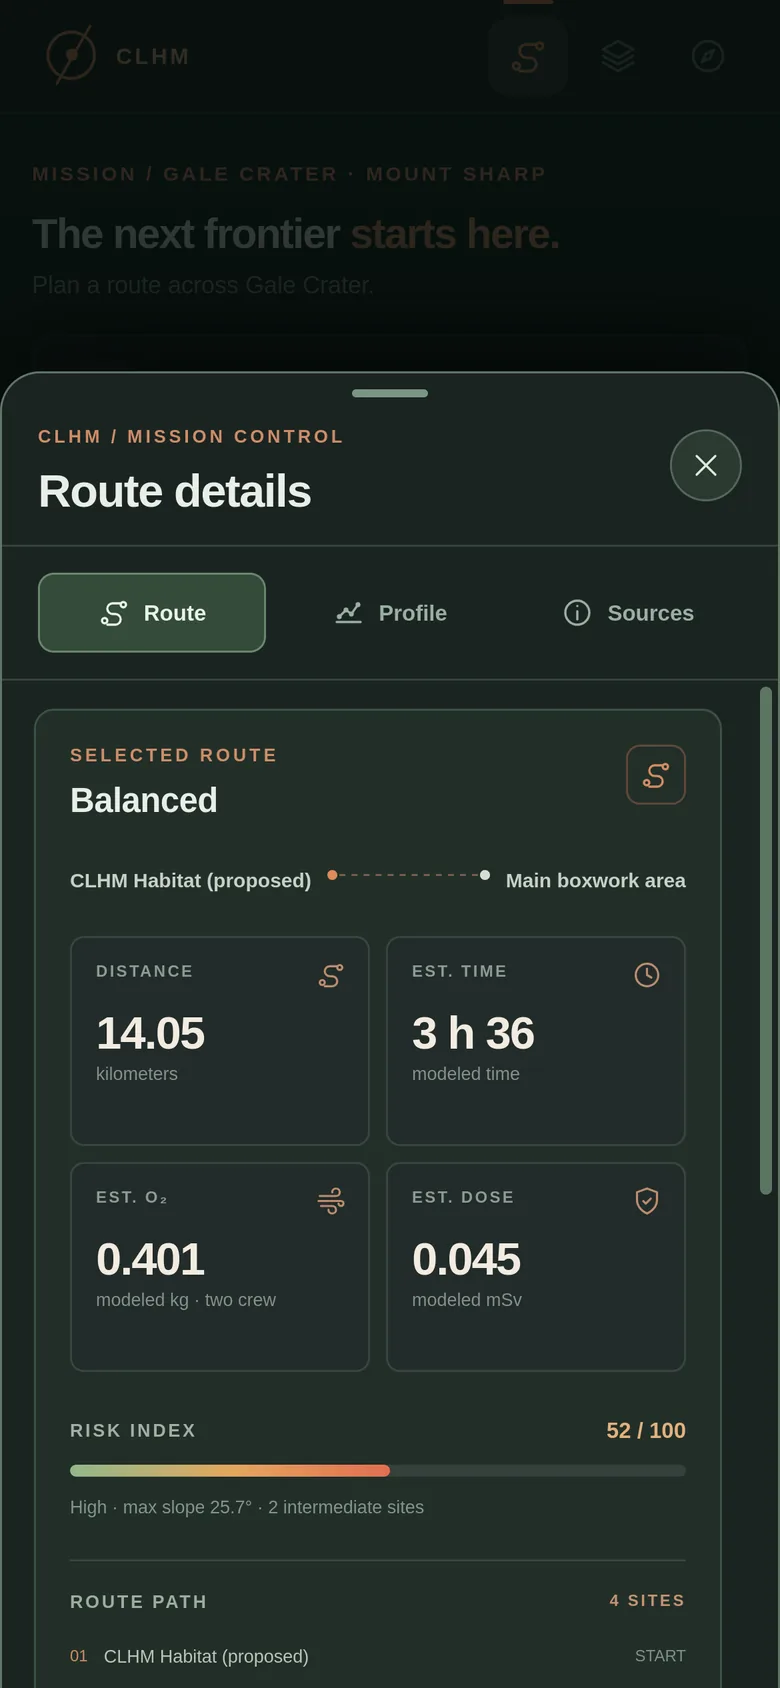 CLHM
MISSION / GALE CRATER · MOUNT SHARP
The next frontier starts here.
Plan a route across Gale Crater.
CLHM / MISSION CONTROL
Route details
Route
Profile
Sources
SELECTED ROUTE
Balanced
CLHM Habitat (proposed)
Main boxwork area
DISTANCE
14.05
kilometers
EST. TIME
3 h 36
modeled time
EST. O₂
0.401
modeled kg · two crew
EST. DOSE
0.045
modeled mSv
RISK INDEX
52 / 100
High · max slope 25.7° · 2 intermediate sites
ROUTE PATH
4 SITES
01 CLHM Habitat (proposed) START